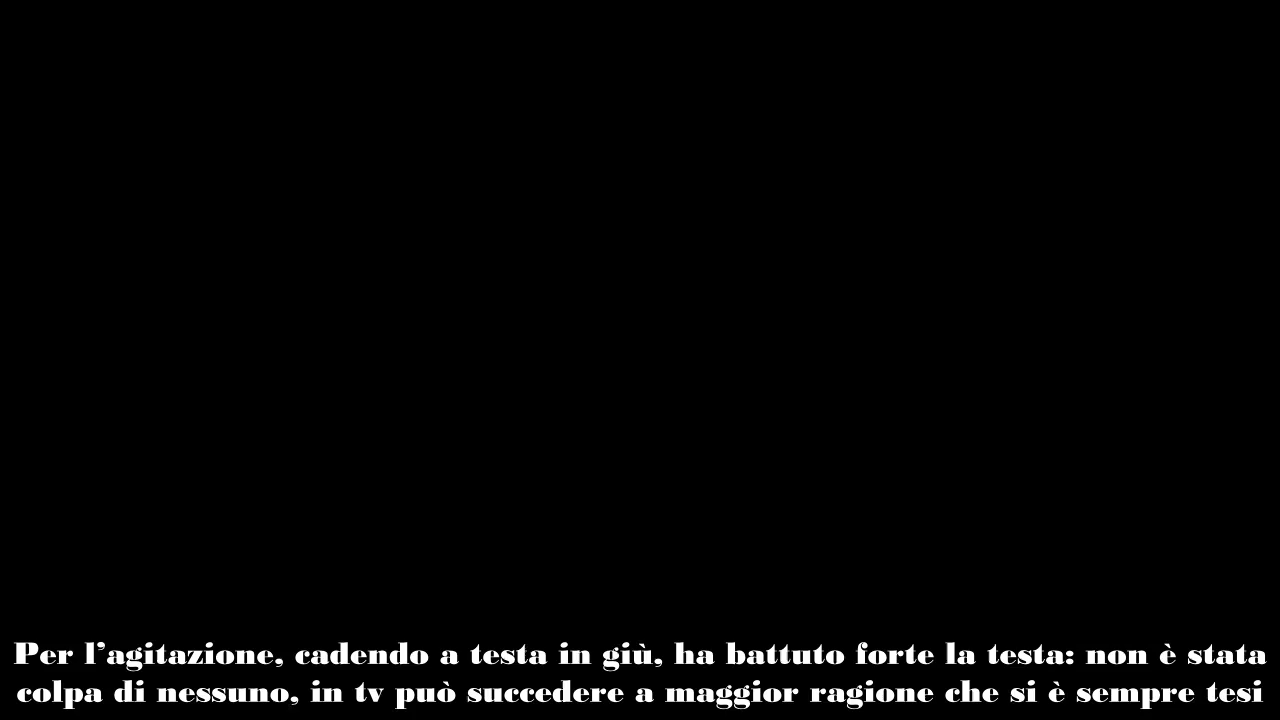 Per l’agitazione, cadendo a testa in giù, ha battuto forte la testa: non è stata
colpa di nessuno, in tv può succedere a maggior ragione che si è sempre tesi